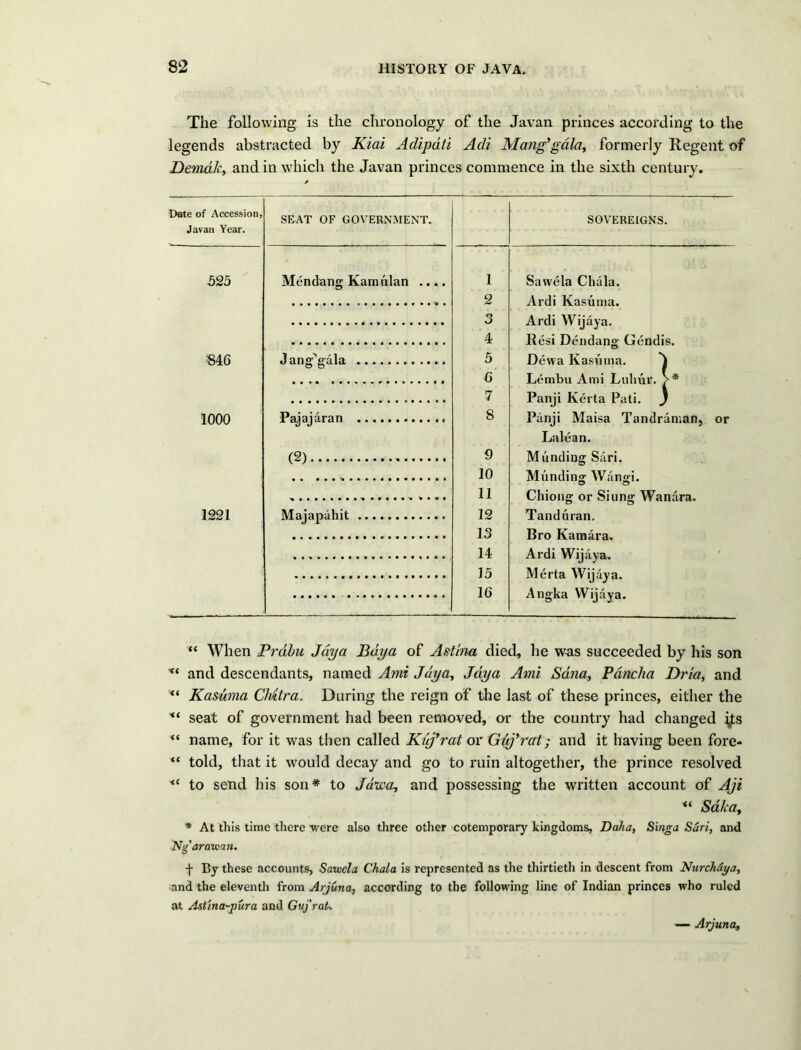 82 HISTORY OF JAVA.
The following is the chronology of the Javan princes according to the
legends abstracted by Kiai Adipáti Adi Mang'gála, formerly Regent of
Demák, and in which the Javan princes commence in the sixth century.
Date of Accession, Javan Year. SEAT OF GOVERNMENT. SOVEREIGNS.
525 Méndang Kamúlan .... 1 Sawéla Chála.
..................... 2 Ardi Kasúma.
..................... 3 Ardi Wijáya.
..................... 4 Rési Déndang Géndis.
846 Jang'gála ............ 5 Déwa Kasúma. }
..................... 6 Lémbu Ami Luhúr. } *
..................... 7 Panji Kérta Pati. }
1000 Pajajáran ............ 8 Pánji Maisa Tandráman, or
Laléan.
(2)..................... 9 Múnding Sári.
..................... 10 Múnding Wángi.
..................... 11 Chiong or Siung Wanára.
1221 Majapáhit ............ 12 Tandúran.
..................... 13 Bro Kamára.
..................... 14 Ardi Wijáya.
..................... 15 Mérta Wijáya.
..................... 16 Angka Wijáya.
“ When Prábu Jáya Báya of Astína died, he was succeeded by his son
“ and descendants, named Ami Jáya, Jáya Ami Sána, Páncha Dría, and
“ Kasúma Chítra. During the reign of the last of these princes, either the
“ seat of government had been removed, or the country had changed its
“ name, for it was then called Kúj'rat or Gúj'rat; and it having been fore-
“ told, that it would decay and go to ruin altogether, the prince resolved
“ to send his son* to Jáwa, and possessing the written account of Aji
“ Sáka,
* At this time there were also three other cotemporary kingdoms, Daha, Singa Sári, and
Ng'arawan.
† By these accounts, Sawela Chala is represented as the thirtieth in descent from Nurcháya,
and the eleventh from Arjúna, according to the following line of Indian princes who ruled
at Astína-púra and Guj'rat.
— Arjuna,